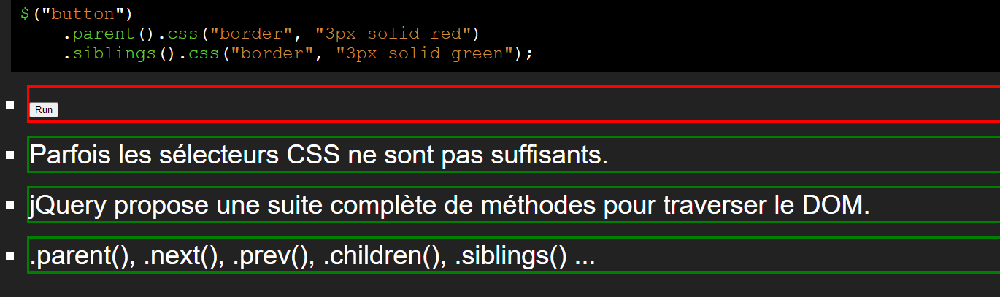 $("button")
.parent().css("border", "3px solid red")
.siblings().css("border", "3px solid green");
Run
Parfois les sélecteurs CSS ne sont pas suffisants.
jQuery propose une suite complète de méthodes pour traverser le DOM.
.parent(), .next(), .prev(), .children(), .siblings() ...